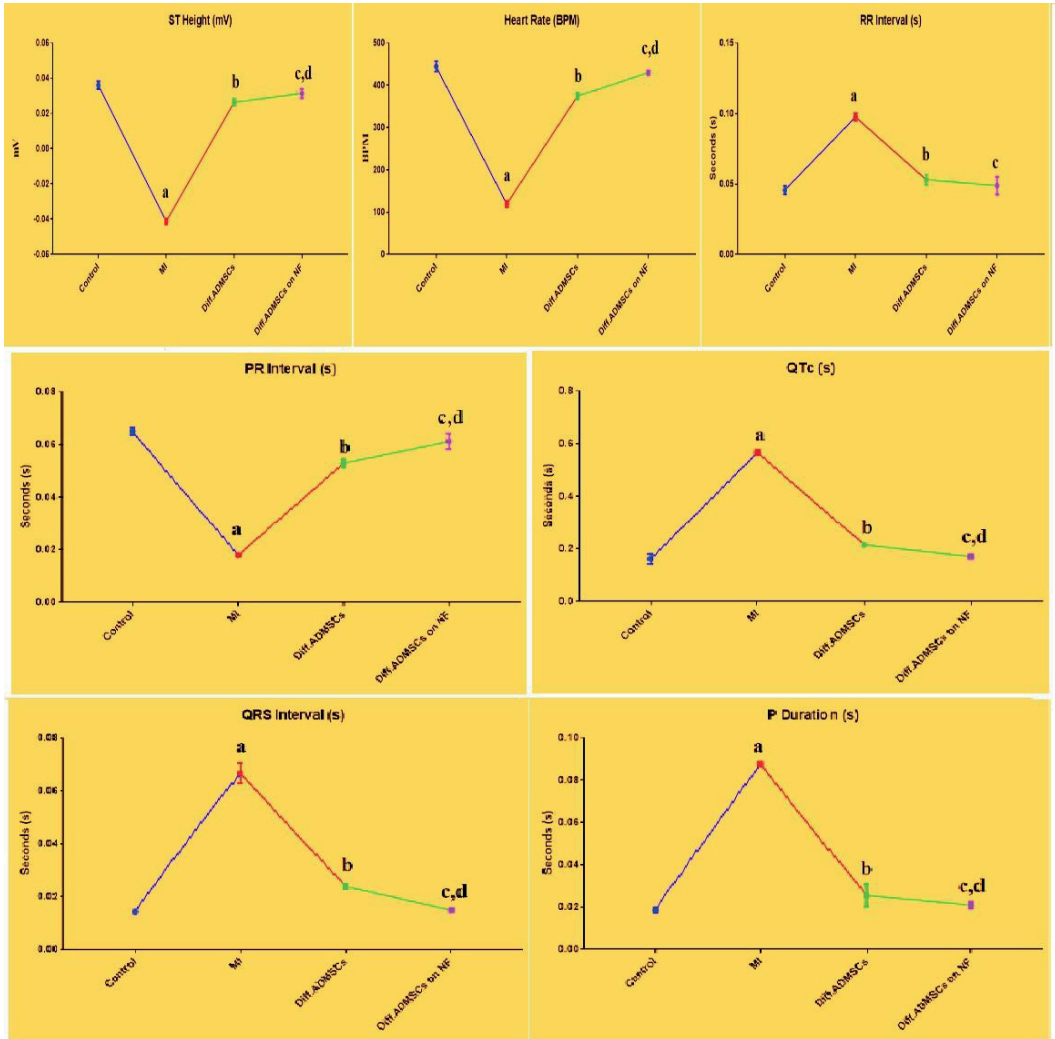 ST Height (mV)
0.06
0.04
0.02
0.00
-0.02
-0.04
-0.06
mV
a
b
c,d
Control
MI
Diff.ADMSCs
Diff.ADMSCs on NF
Heart Rate (BPM)
500
400
300
200
100
0
BPM
a
b
c,d
Control
MI
Diff.ADMSCs
Diff.ADMSCs on NF
RR Interval (s)
0.15
0.10
0.05
0.00
Seconds (s)
a
b
c
Control
MI
Diff.ADMSCs
Diff.ADMSCs on NF
PR Interval (s)
0.08
0.06
0.04
0.02
0.00
Seconds (s)
a
b
c,d
Control
MI
Diff.ADMSCs
Diff.ADMSCs on NF
QTc (s)
0.8
0.6
0.4
0.2
0.0
Seconds (s)
a
b
c,d
Control
MI
Diff.ADMSCs
Diff.ADMSCs on NF
QRS Interval (s)
0.08
0.06
0.04
0.02
0.00
Seconds (s)
a
b
c,d
Control
MI
Diff.ADMSCs
Diff.ADMSCs on NF
P Duration (s)
0.10
0.08
0.06
0.04
0.02
0.00
Seconds (s)
a
b
c,d
Control
MI
Diff.ADMSCs
Diff.ADMSCs on NF